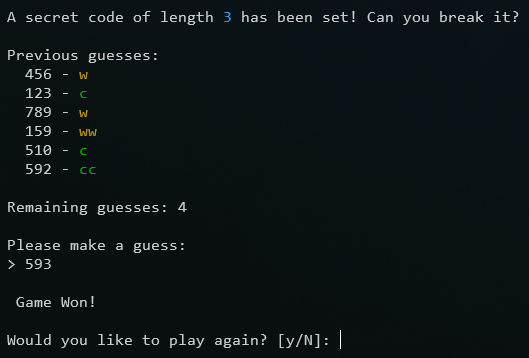 A secret code of length 3 has been set! Can you break it?
Previous guesses:
456 - w
123 - c
789 - w
159 - ww
510 - c
592 - cc
Remaining guesses: 4
Please make a guess:
> 593
Game Won!
Would you like to play again? [y/N]: